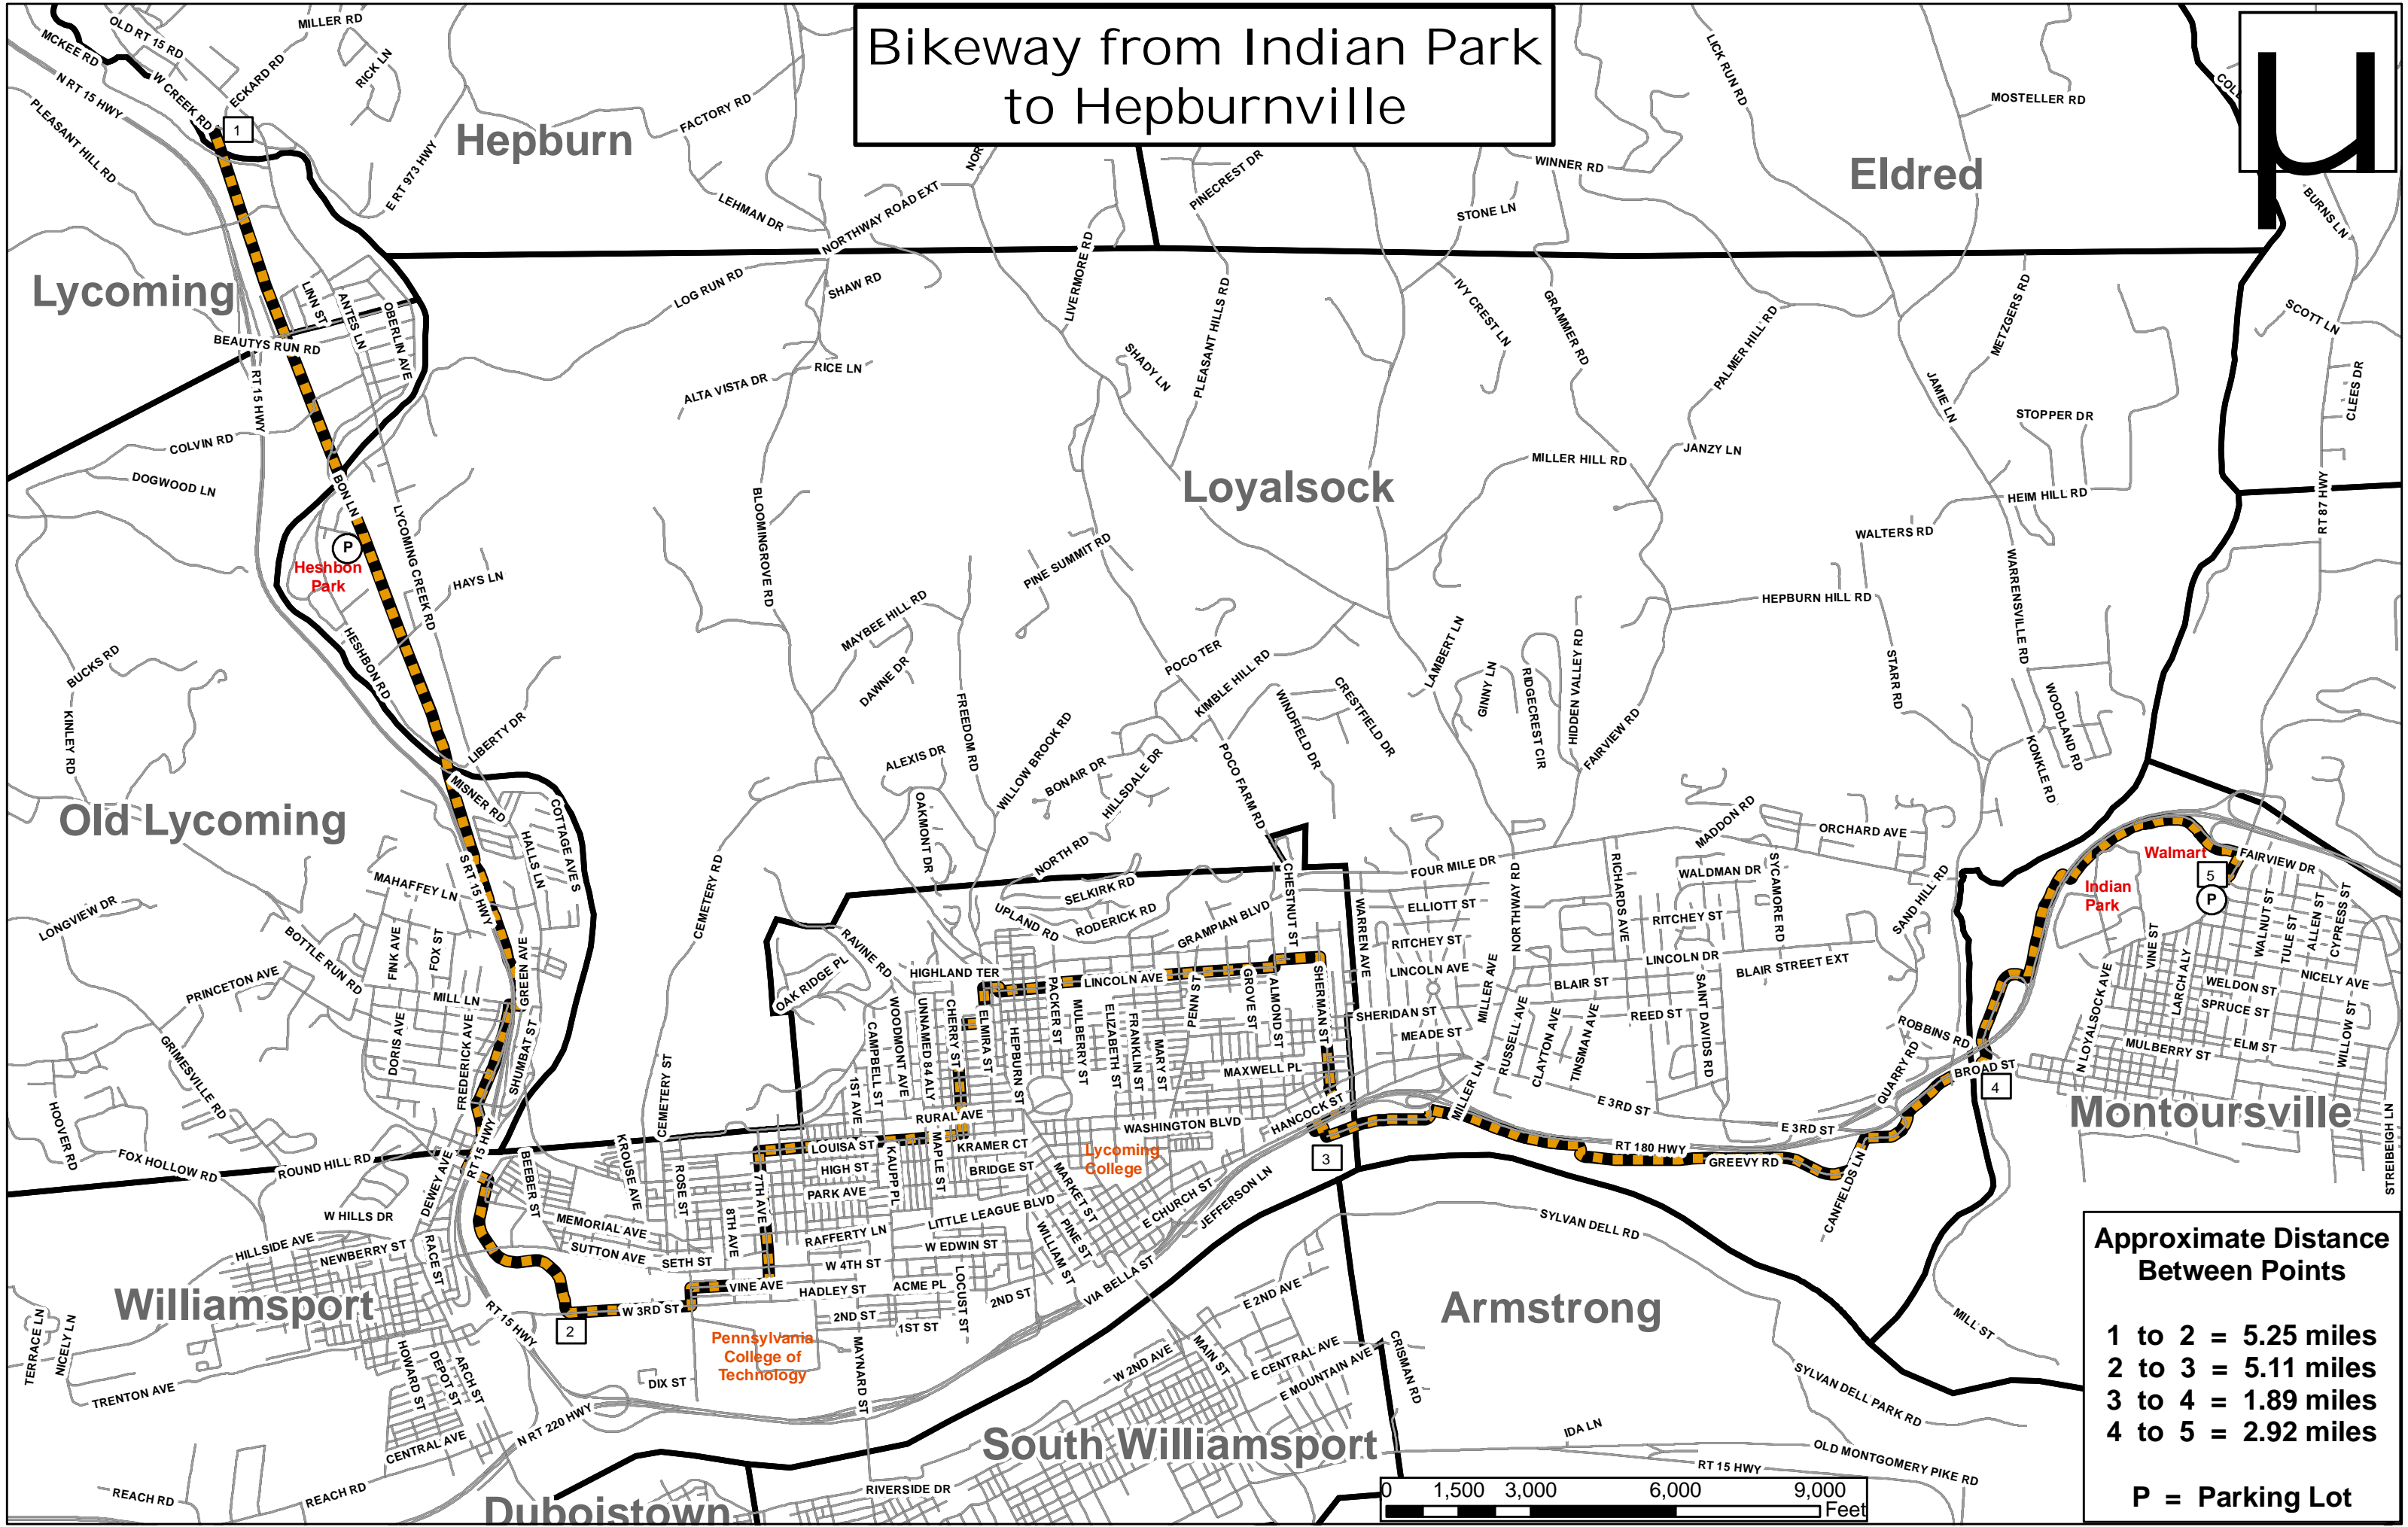 Bikeway from Indian Park
to Hepburnville
µ
MILLER RD
OLD RT 15 RD
MCKEE RD
N RT 15 HWY
W CREEK RD
ECKARD RD
RICK LN
PLEASANT HILL RD
1
E RT 973 HWY
Hepburn
FACTORY RD
LEHMAN DR
NORTHWAY ROAD EXT
NOR
PINECREST DR
WINNER RD
LICK RUN RD
MOSTELLER RD
Eldred
STONE LN
BURNS LN
Lycoming
LINN ST
ANTES LN
OBERLIN AVE
BEAUTYS RUN RD
RT 15 HWY
LOG RUN RD
SHAW RD
LIVERMORE RD
PLEASANT HILLS RD
IVY CREST LN
GRAMMER RD
PALMER HILL RD
METZGERS RD
SCOTT LN
SHADY LN
RICE LN
ALTA VISTA DR
JAMIE LN
STOPPER DR
CLEES DR
COLVIN RD
DOGWOOD LN
BON LN
LYCOMING CREEK RD
BLOOMINGROVE RD
Loyalsock
MILLER HILL RD
JANZY LN
HEIM HILL RD
RT 87 HWY
P
Heshbon
Park
HAYS LN
PINE SUMMIT RD
WALTERS RD
WARRENSVILLE RD
HESHBON RD
MAYBEE HILL RD
DAWNE DR
POCO TER
KIMBLE HILL RD
LAMBERT LN
GINNY LN
RIDGECREST CIR
HIDDEN VALLEY RD
FAIRVIEW RD
HEPBURN HILL RD
STARR RD
WOODLAND RD
KONKLE RD
BUCKS RD
KINLEY RD
LIBERTY DR
MISNER RD
FREEDOM RD
ALEXIS DR
WILLOW BROOK RD
BONAIR DR
HILLSDALE DR
POCO FARM RD
WINDFIELD DR
CRESTFIELD DR
Old Lycoming
COTTAGE AVE S
HALLS LN
S RT 15 HWY
MAHAFFEY LN
OAKMONT DR
CEMETERY RD
NORTH RD
SELKIRK RD
UPLAND RD
RODERICK RD
GRAMPIAN BLVD
CHESTNUT ST
WARREN AVE
FOUR MILE DR
ELLIOTT ST
RITCHEY ST
LINCOLN AVE
NORTHWAY RD
RICHARDS AVE
MADDON RD
ORCHARD AVE
WALDMAN DR
RITCHEY ST
SYCAMORE RD
SAND HILL RD
Walmart
5
P
FAIRVIEW DR
Indian
Park
LONGVIEW DR
BOTTLE RUN RD
FINK AVE
FOX ST
GREEN AVE
PRINCETON AVE
MILL LN
RAVINE RD
OAK RIDGE PL
HIGHLAND TER
LINCOLN AVE
LINCOLN DR
BLAIR ST
BLAIR STREET EXT
MILLER AVE
VINE ST
LARCH ALY
WALNUT ST
TULE ST
ALLEN ST
CYPRESS ST
NICELY AVE
WELDON ST
SPRUCE ST
ELM ST
WILLOW ST
MULBERRY ST
N LOYALSOCK AVE
DORIS AVE
FREDERICK AVE
SHUMBAT ST
GRIMESVILLE RD
HOOVER RD
CAMPBELL ST
WOODMONT AVE
UNNAMED 84 ALY
CHERRY ST
ELMIRA ST
HEPBURN ST
PACKER ST
MULBERRY ST
ELIZABETH ST
FRANKLIN ST
MARY ST
PENN ST
GROVE ST
ALMOND ST
SHERMAN ST
SHERIDAN ST
MEADE ST
RUSSELL AVE
CLAYTON AVE
TINSMAN AVE
REED ST
SAINT DAVIDS RD
ROBBINS RD
QUARRY RD
BROAD ST
4
Montoursville
STREIBEIGH LN
CEMETERY ST
1ST AVE
RURAL AVE
MAXWELL PL
WASHINGTON BLVD
HANCOCK ST
MILLER LN
E 3RD ST
RT 180 HWY
E 3RD ST
GREEVY RD
CANFIELDS LN
3
FOX HOLLOW RD
ROUND HILL RD
DEWEY AVE
RT 15 HWY
BEEBER ST
KROUSE AVE
ROSE ST
LOUISA ST
HIGH ST
PARK AVE
KAUPP PL
MAPLE ST
KRAMER CT
BRIDGE ST
Lycoming
College
MARKET ST
PINE ST
WILLIAM ST
E CHURCH ST
JEFFERSON LN
LITTLE LEAGUE BLVD
7TH AVE
8TH AVE
RAFFERTY LN
W EDWIN ST
W HILLS DR
HILLSIDE AVE
NEWBERRY ST
RACE ST
MEMORIAL AVE
SUTTON AVE
SETH ST
W 4TH ST
VINE AVE
HADLEY ST
ACME PL
LOCUST ST
2ND ST
VIA BELLA ST
SYLVAN DELL RD
Williamsport
TERRACE LN
NICELY LN
TRENTON AVE
RT 15 HWY
2
W 3RD ST
Pennsylvania
College of
Technology
2ND ST
1ST ST
MAYNARD ST
E 2ND AVE
W 2ND AVE
MAIN ST
E CENTRAL AVE
E MOUNTAIN AVE
CRISMAN RD
Armstrong
MILL ST
SYLVAN DELL PARK RD
HOWARD ST
DEPOT ST
ARCH ST
DIX ST
CENTRAL AVE
N RT 220 HWY
REACH RD
REACH RD
South Williamsport
IDA LN
OLD MONTGOMERY PIKE RD
RT 15 HWY
RIVERSIDE DR
Duboistown
0 1,500 3,000 6,000 9,000
Feet
Approximate Distance
Between Points
1 to 2 = 5.25 miles
2 to 3 = 5.11 miles
3 to 4 = 1.89 miles
4 to 5 = 2.92 miles
P = Parking Lot